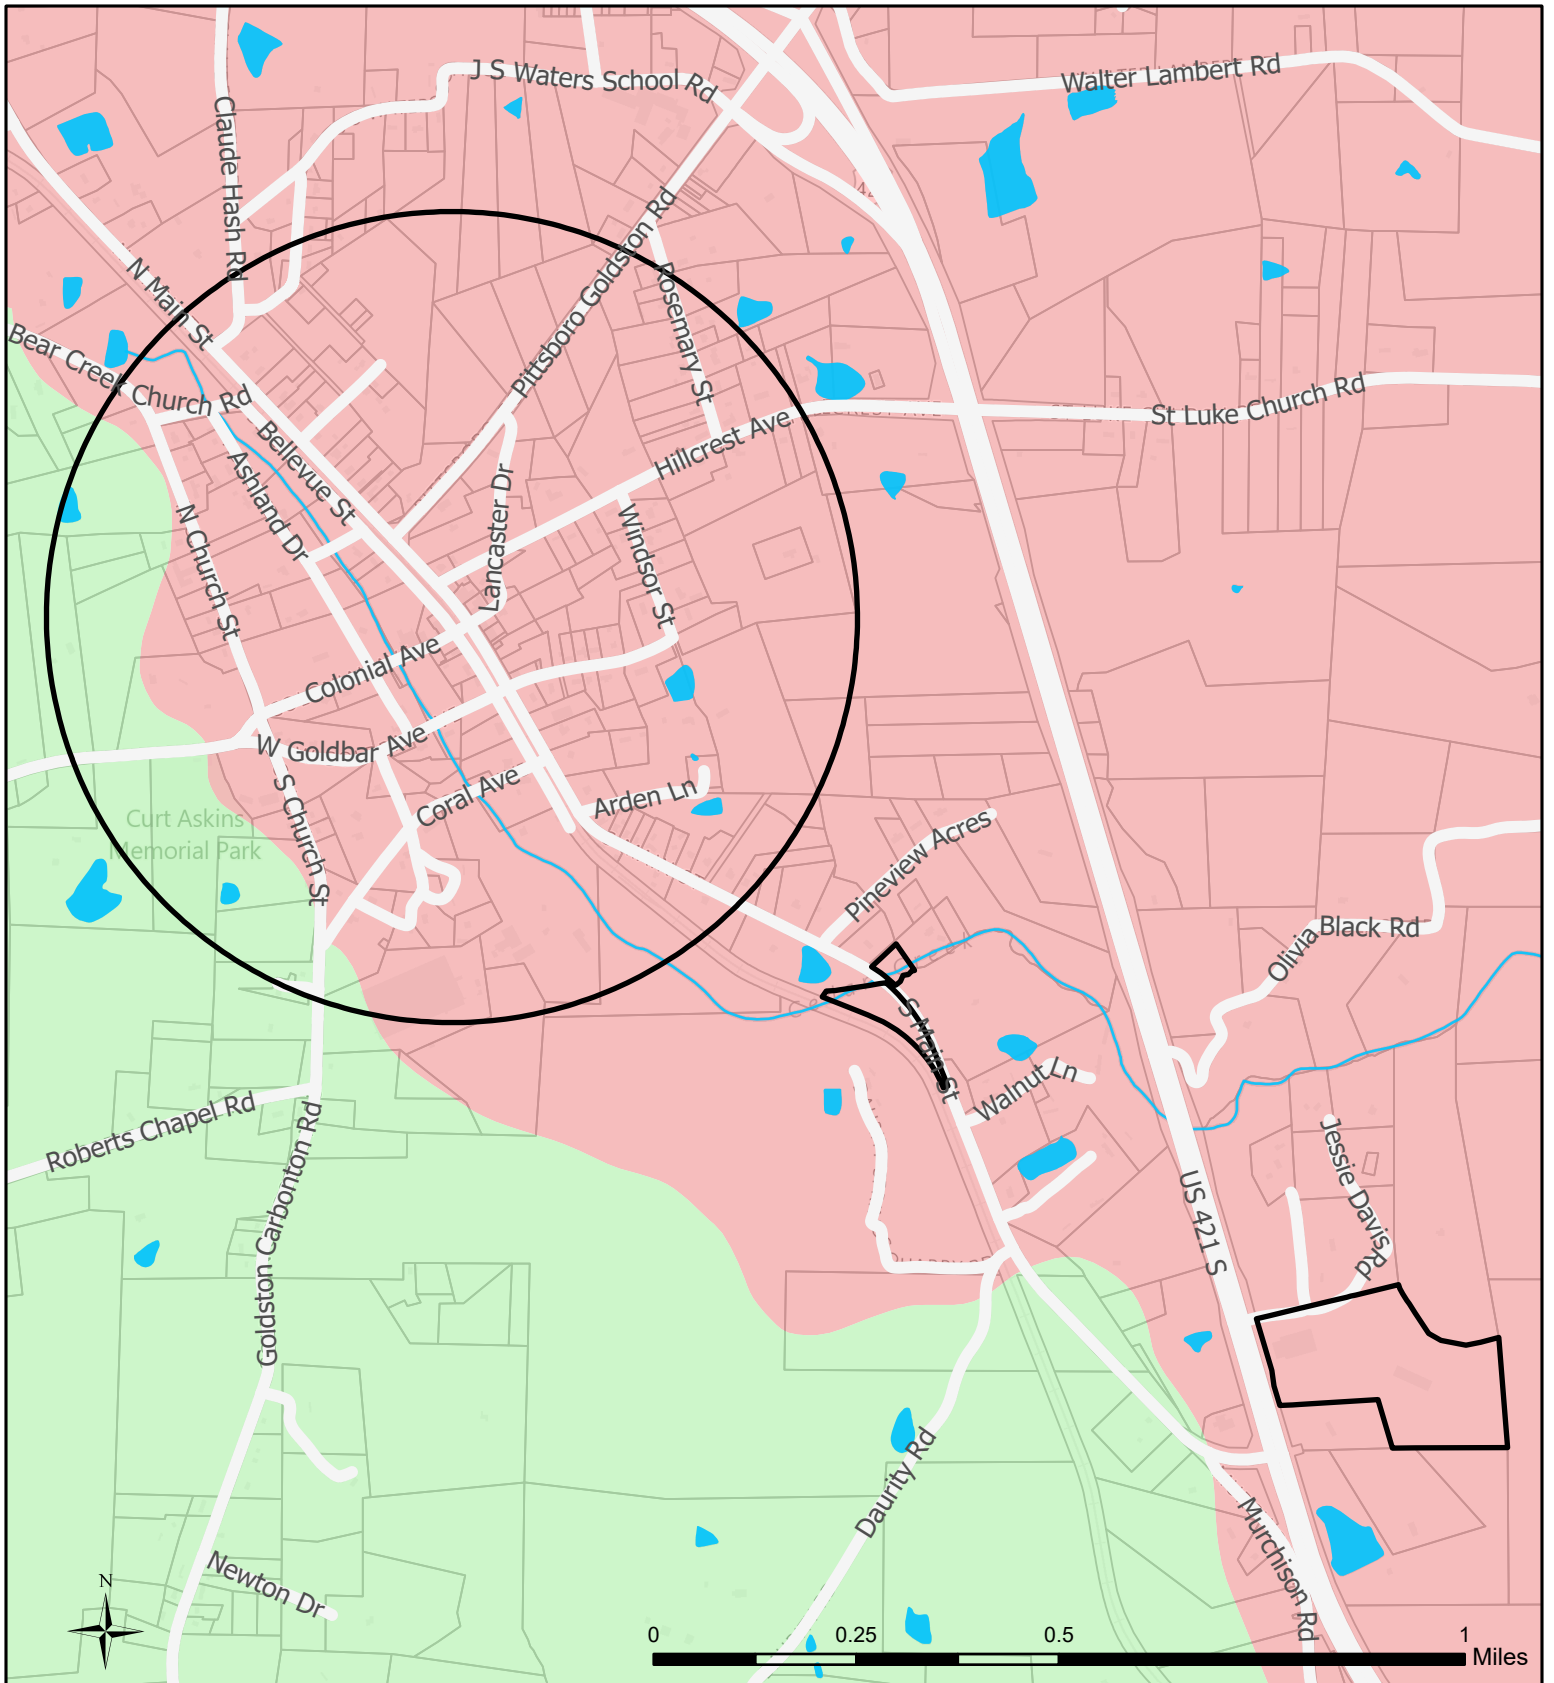 J S Waters School Rd
Walter Lambert Rd
Claude Hash Rd
N Main St
Pittsboro Goldston Rd
Rosemary St
Bear Creek Church Rd
St Luke Church Rd
Hillcrest Ave
Bellevue St
Ashland Dr
Lancaster Dr
Windsor St
N Church St
Colonial Ave
W Goldbar Ave
Coral Ave
Arden Ln
S Church St
Curt Askins
Memorial Park
Pineview Acres
Olivia Black Rd
S Main St
Walnut Ln
Roberts Chapel Rd
Goldston Carbonton Rd
Jessie Davis Rd
US 421 S
Daurity Rd
Murchison Rd
Newton Dr
N
0 0.25 0.5 1
Miles